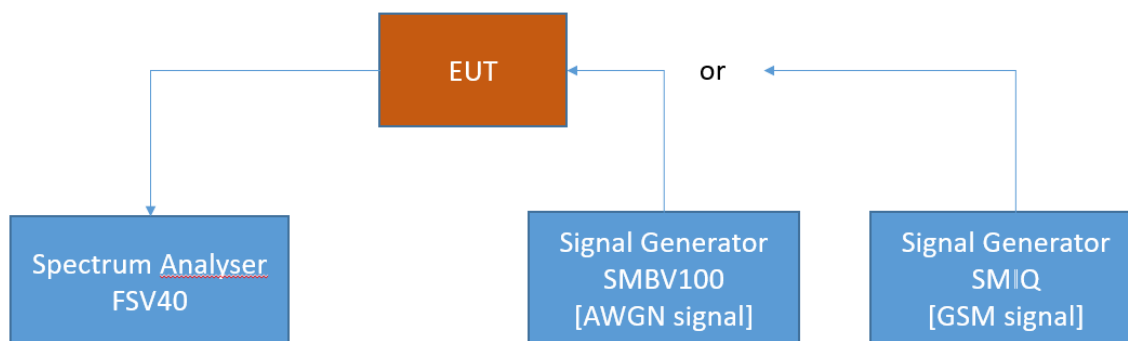 EUT
or
Spectrum Analyser
FSV40
Signal Generator
SMBV100
[AWGN signal]
Signal Generator
SMIQ
[GSM signal]